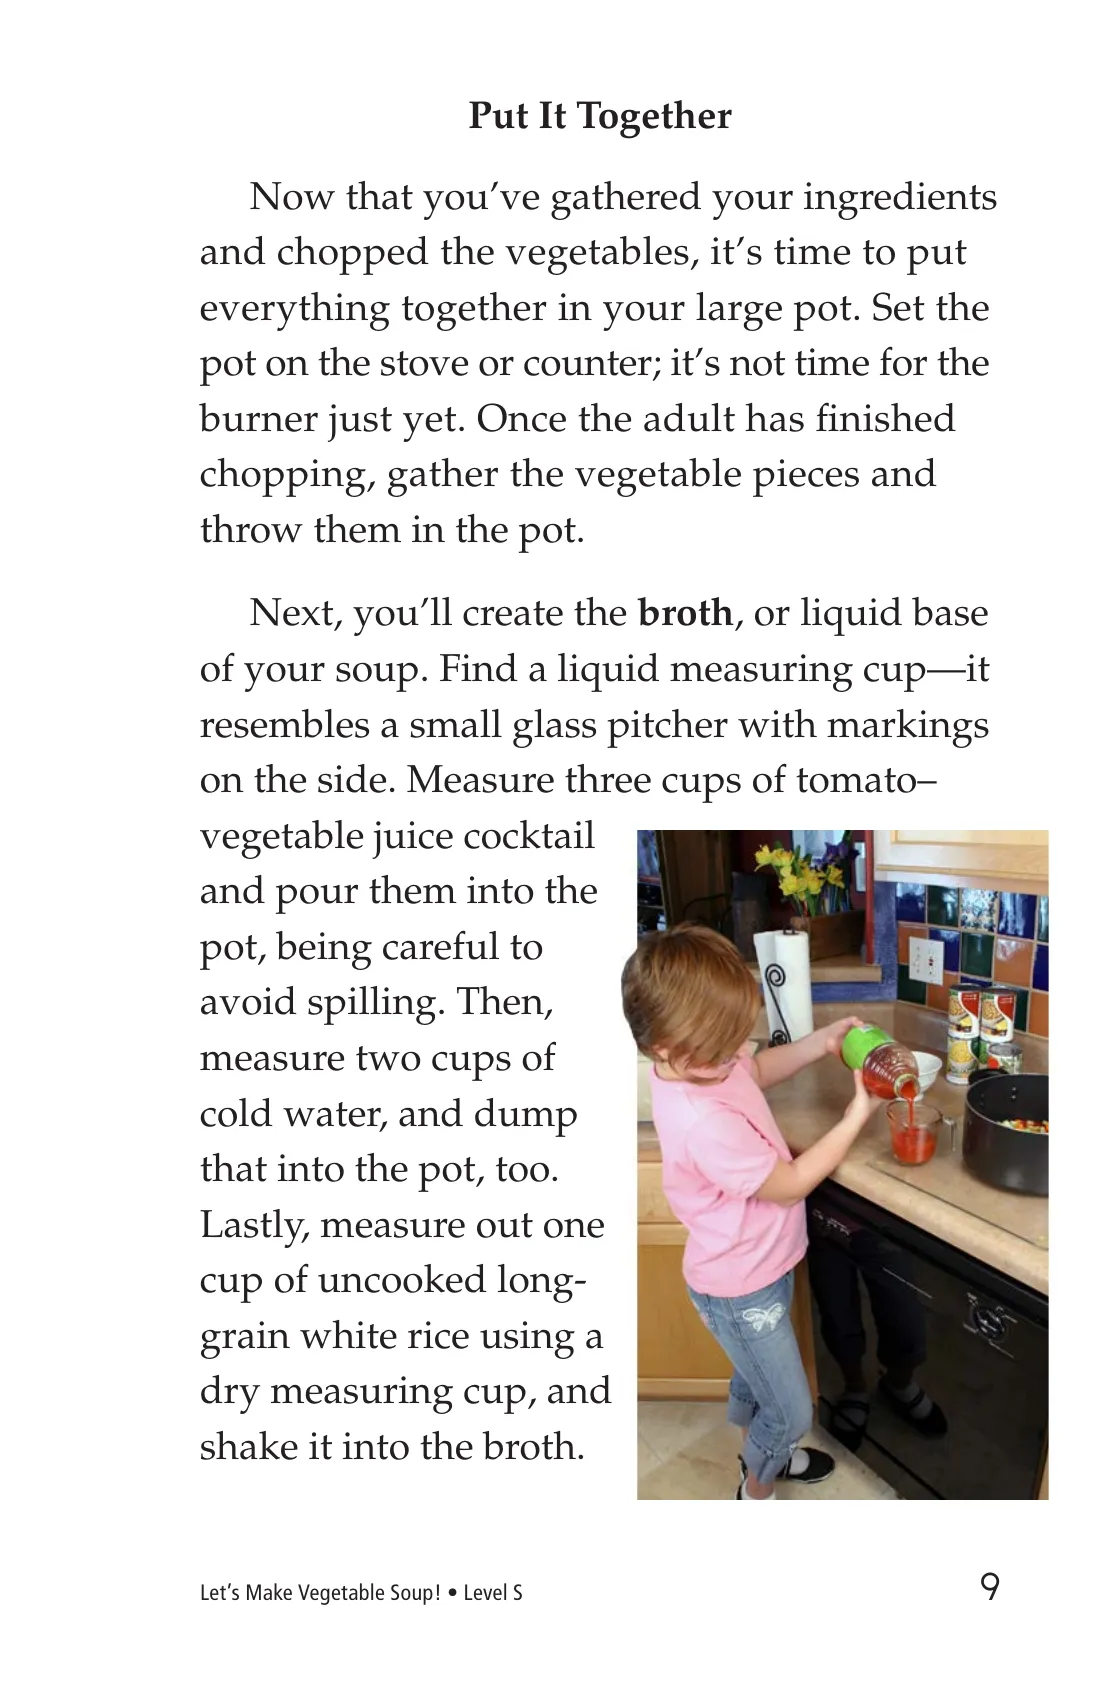 Put It Together
Now that you’ve gathered your ingredients
and chopped the vegetables, it’s time to put
everything together in your large pot. Set the
pot on the stove or counter; it’s not time for the
burner just yet. Once the adult has finished
chopping, gather the vegetable pieces and
throw them in the pot.
Next, you’ll create the broth, or liquid base
of your soup. Find a liquid measuring cup—it
resembles a small glass pitcher with markings
on the side. Measure three cups of tomato–
vegetable juice cocktail
and pour them into the
pot, being careful to
avoid spilling. Then,
measure two cups of
cold water, and dump
that into the pot, too.
Lastly, measure out one
cup of uncooked long-
grain white rice using a
dry measuring cup, and
shake it into the broth.
Let’s Make Vegetable Soup! • Level S
9